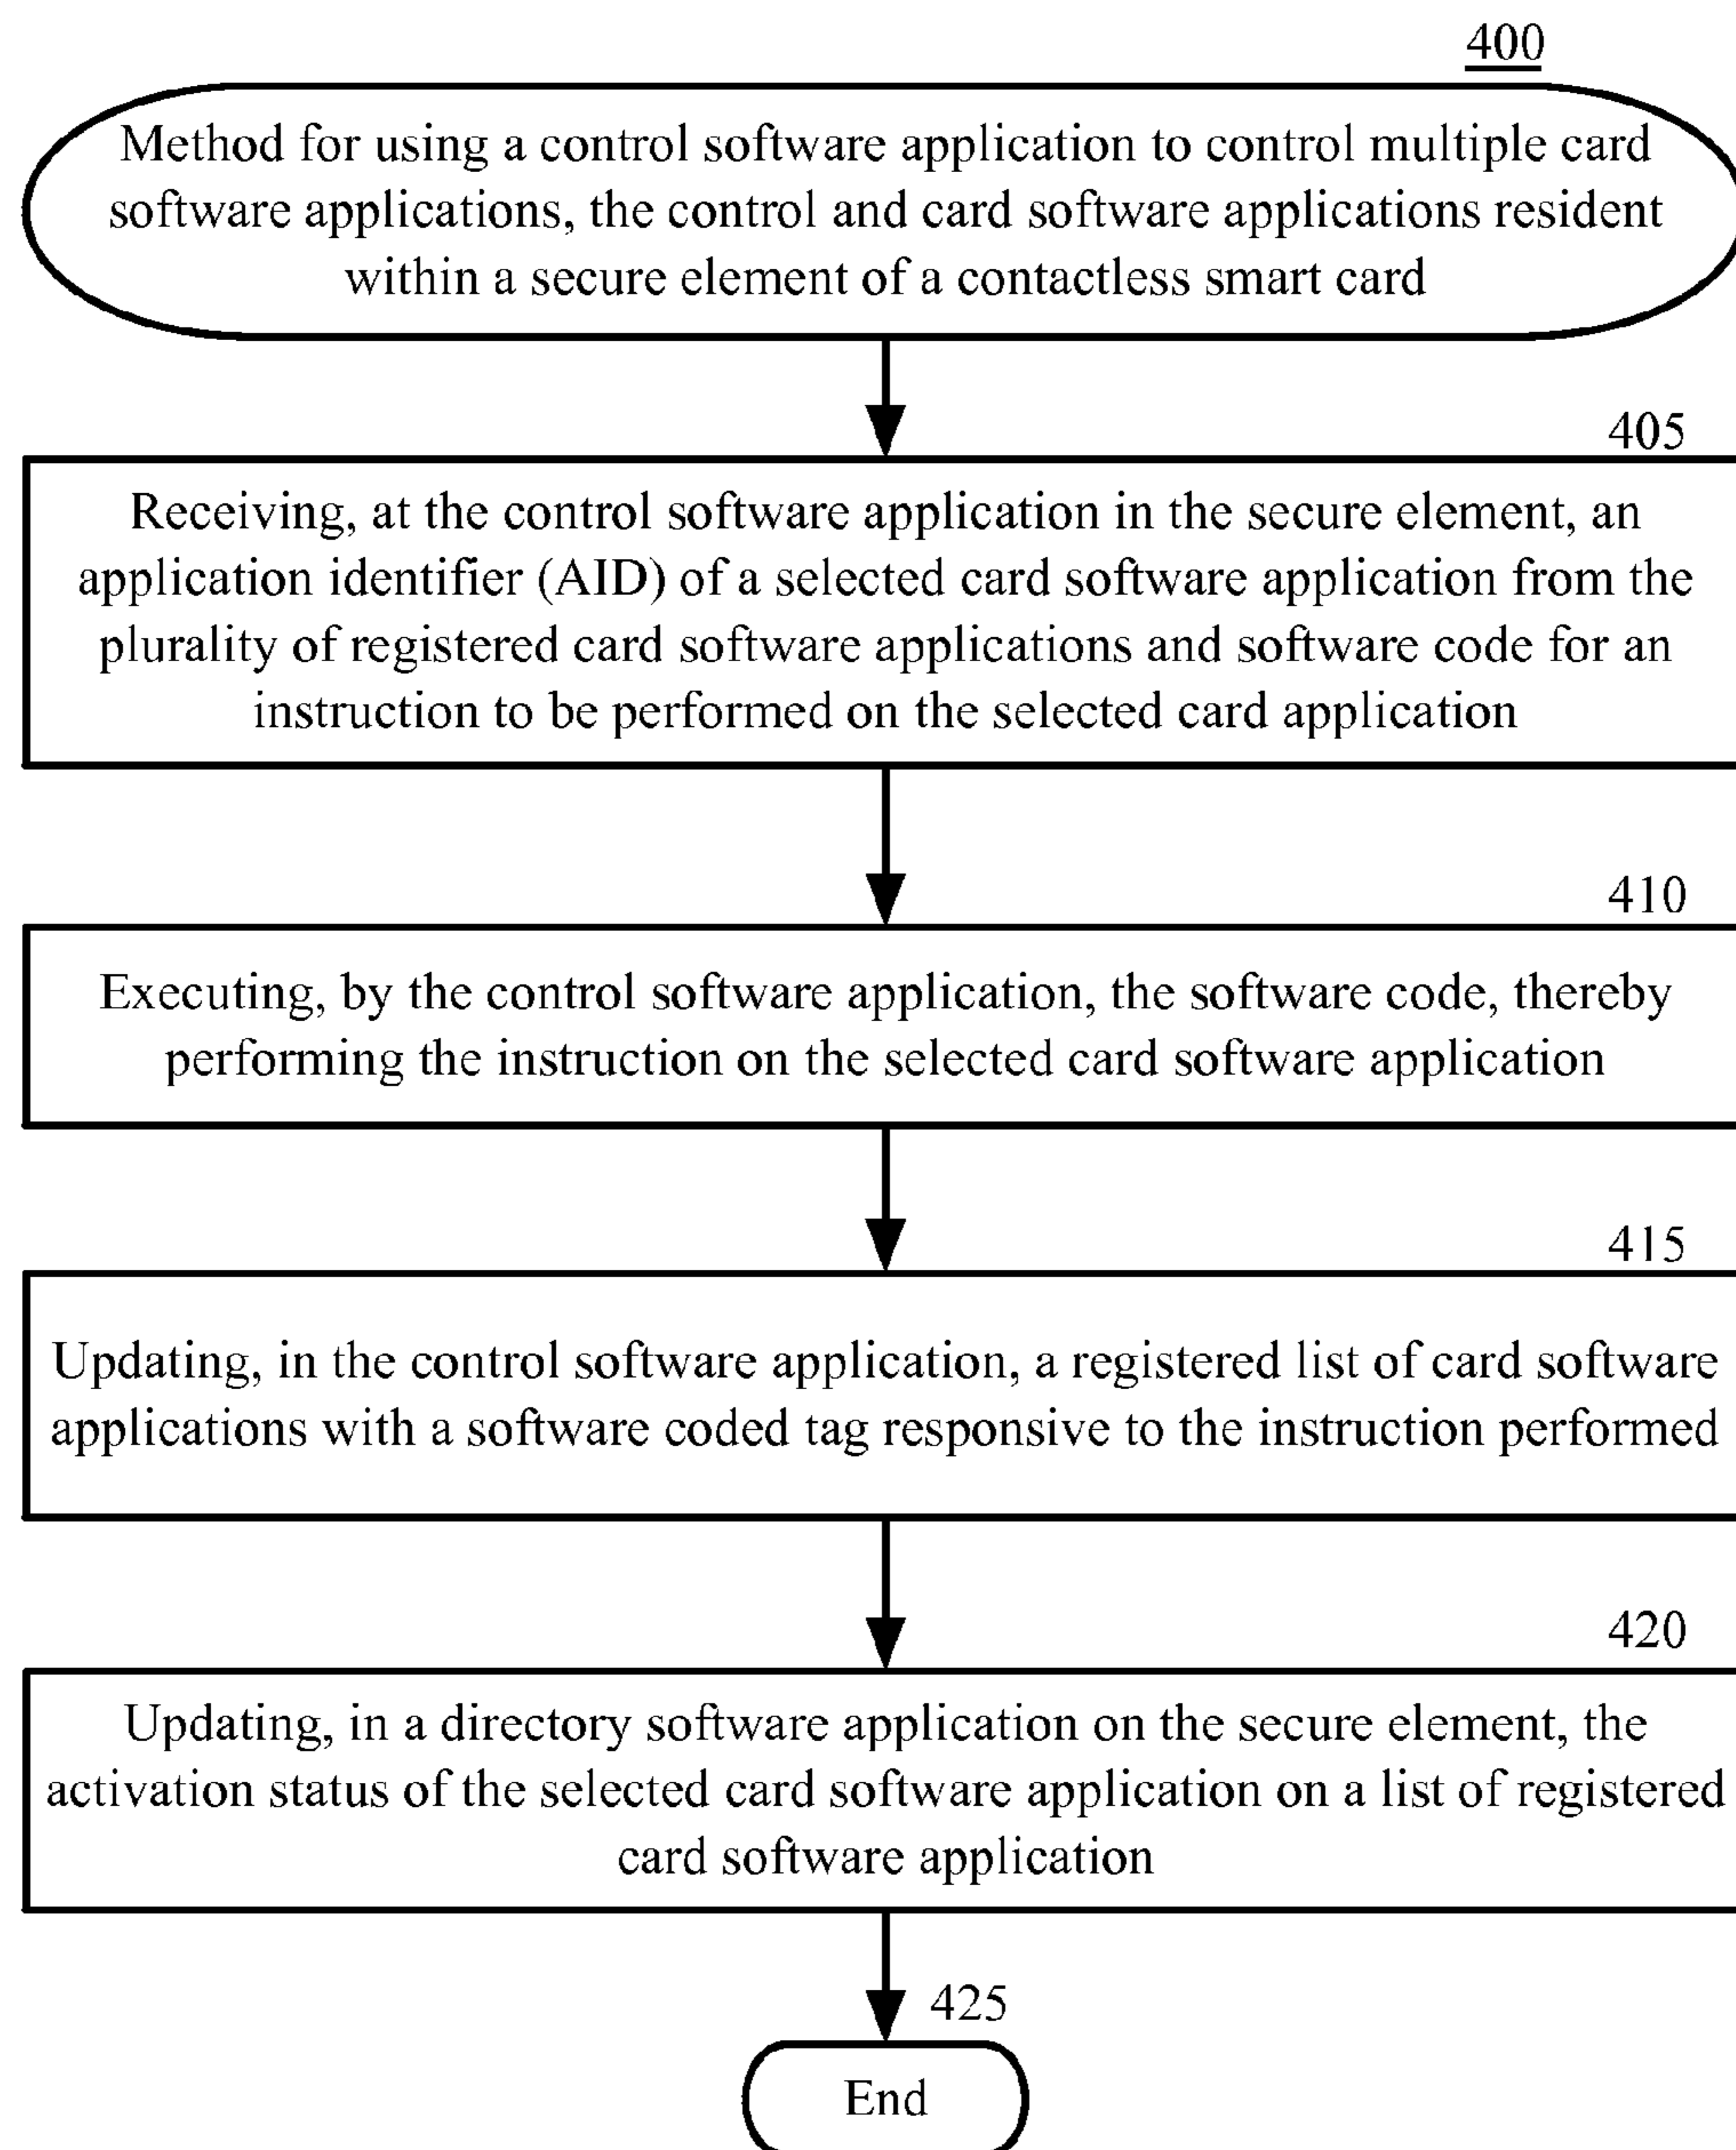 400
Method for using a control software application to control multiple card
software applications, the control and card software applications resident
within a secure element of a contactless smart card
405
Receiving, at the control software application in the secure element, an
application identifier (AID) of a selected card software application from the
plurality of registered card software applications and software code for an
instruction to be performed on the selected card application
410
Executing, by the control software application, the software code, thereby
performing the instruction on the selected card software application
415
Updating, in the control software application, a registered list of card software
applications with a software coded tag responsive to the instruction performed
420
Updating, in a directory software application on the secure element, the
activation status of the selected card software application on a list of registered
card software application
425
End